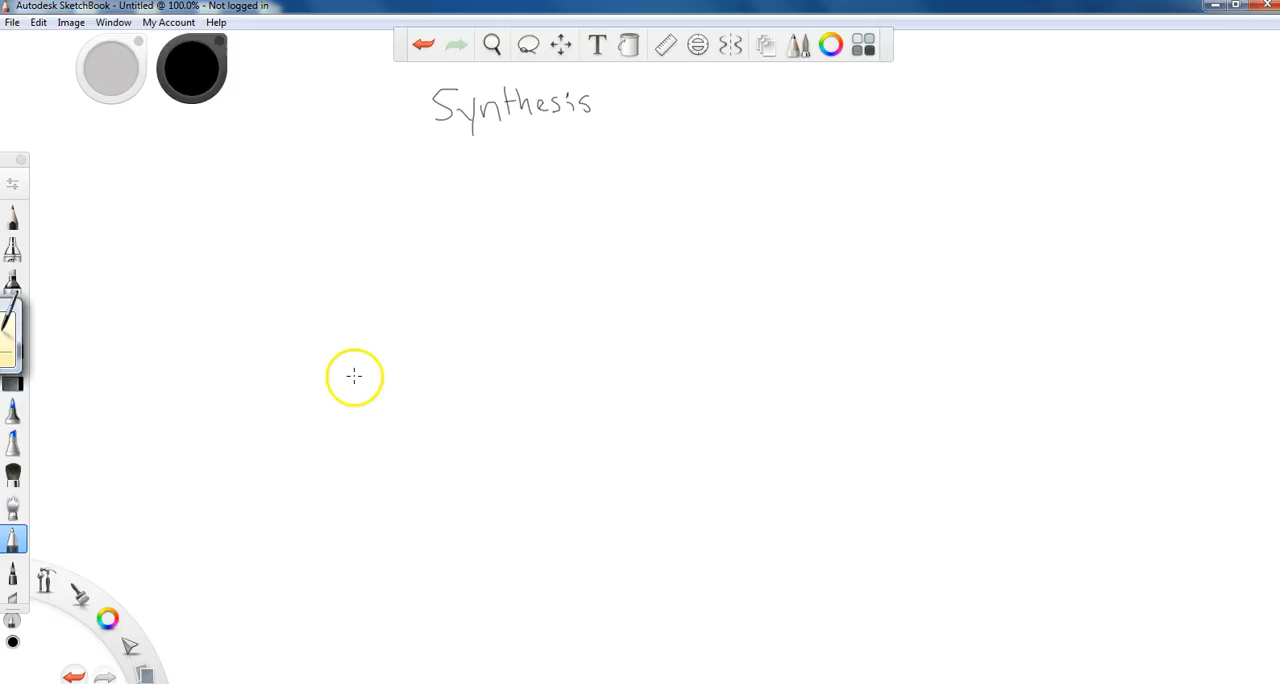 Autodesk SketchBook - Untitled @ 100.0% - Not logged in
File Edit Image Window My Account Help
T
Synthesis